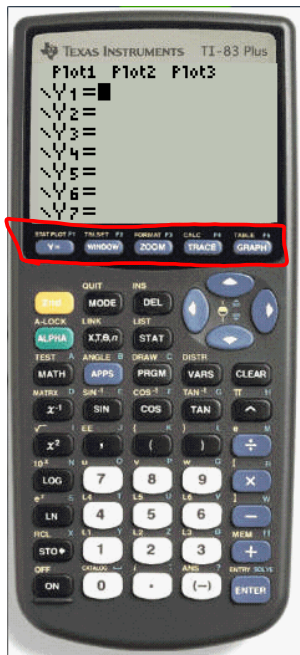 TEXAS INSTRUMENTS TI-83 Plus
Plot1 Plot2 Plot3
\Y1=
\Y2=
\Y3=
\Y4=
\Y5=
\Y6=
\Y7=
STAT PLOT F1 TBLSET F2 FORMAT F3 CALC F4 TABLE F5
Y= WINDOW ZOOM TRACE GRAPH
QUIT INS
2nd MODE DEL
A-LOCK LINK LIST
ALPHA X,T,θ,n STAT
TEST A ANGLE B DRAW C DISTR
MATH APPS PRGM VARS CLEAR
MATRX D SIN⁻¹ E COS⁻¹ F TAN⁻¹ G π H
x⁻¹ SIN COS TAN ^
√ I EE J { K } L e M
x² , ( ) ÷
10ˣ N u O v P w Q [ R
LOG 7 8 9 ×
eˣ S L4 T L5 U L6 V ] W
LN 4 5 6 −
RCL X L1 Y L2 Z L3 θ MEM "
STO▸ 1 2 3 +
OFF CATALOG i : ANS ? ENTRY SOLVE
ON 0 . (−) ENTER